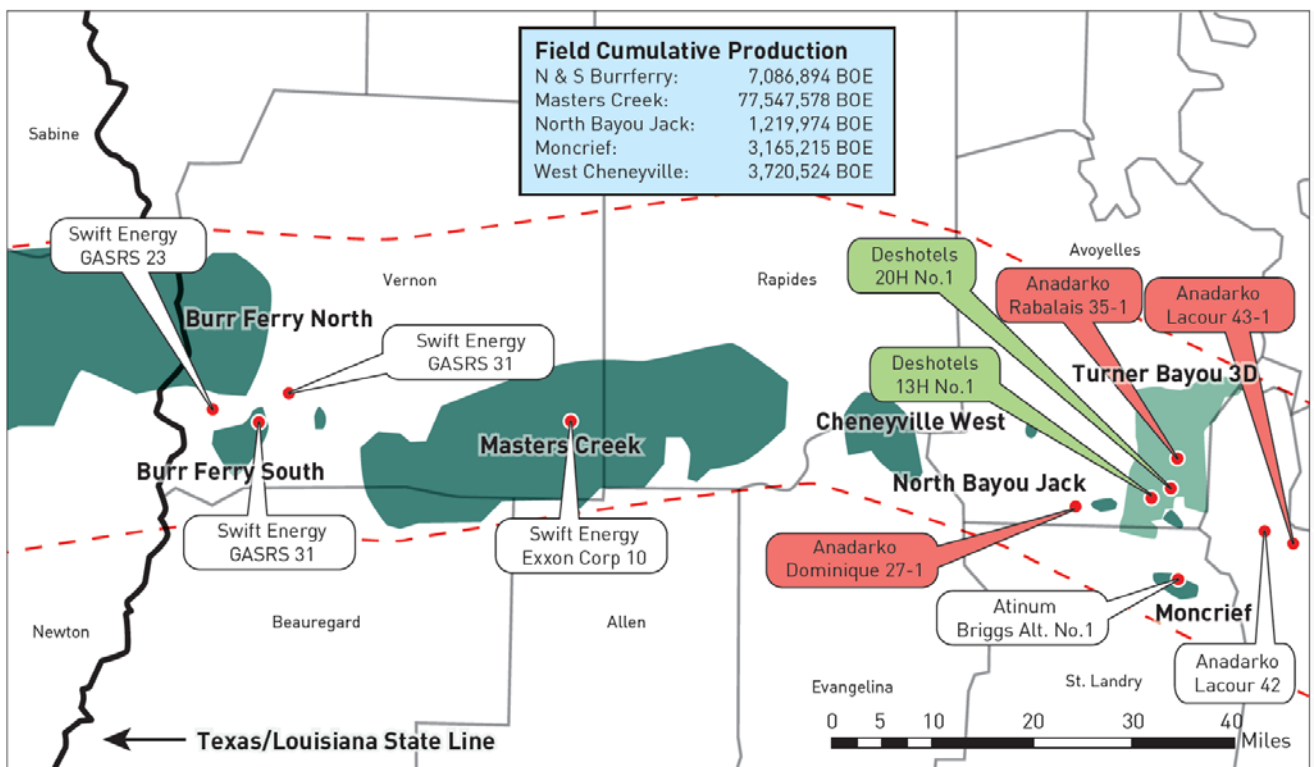 Field Cumulative Production
N & S Burrferry: 7,086,894 BOE
Masters Creek: 77,547,578 BOE
North Bayou Jack: 1,219,974 BOE
Moncrief: 3,165,215 BOE
West Cheneyville: 3,720,524 BOE
Sabine
Swift Energy
GASRS 23
Vernon
Rapides
Avoyelles
Deshotels
20H No.1
Anadarko
Rabalais 35-1
Anadarko
Lacour 43-1
Burr Ferry North
Swift Energy
GASRS 31
Deshotels
13H No.1
Turner Bayou 3D
Cheneyville West
Masters Creek
Burr Ferry South
North Bayou Jack
Swift Energy
GASRS 31
Swift Energy
Exxon Corp 10
Anadarko
Dominique 27-1
Atinum
Briggs Alt. No.1
Moncrief
Newton
Beauregard
Allen
Anadarko
Lacour 42
Evangelina
St. Landry
Texas/Louisiana State Line
0 5 10 20 30 40
Miles